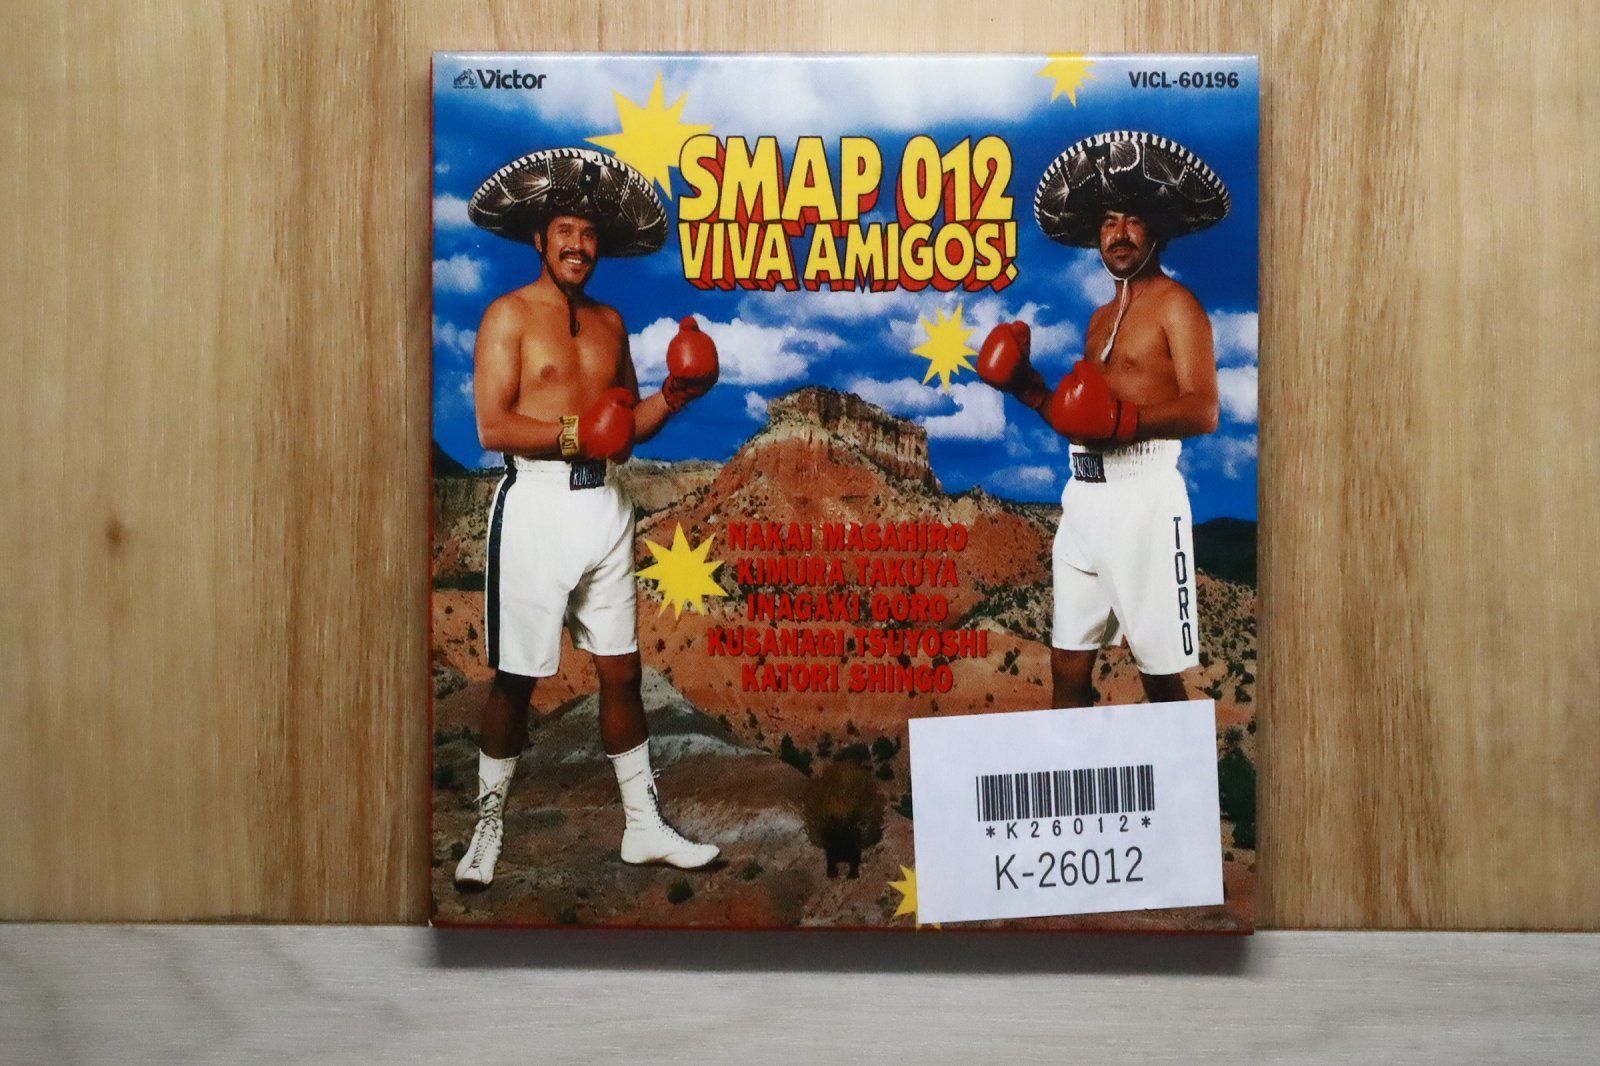 Victor
VICL-60196
SMAP 012
VIVA AMIGOS!
TORO
NAKAI MASAHIRO
KIMURA TAKUYA
INAGAKI GORO
KUSANAGI TSUYOSHI
KATORI SHINGO
*K26012*
K-26012